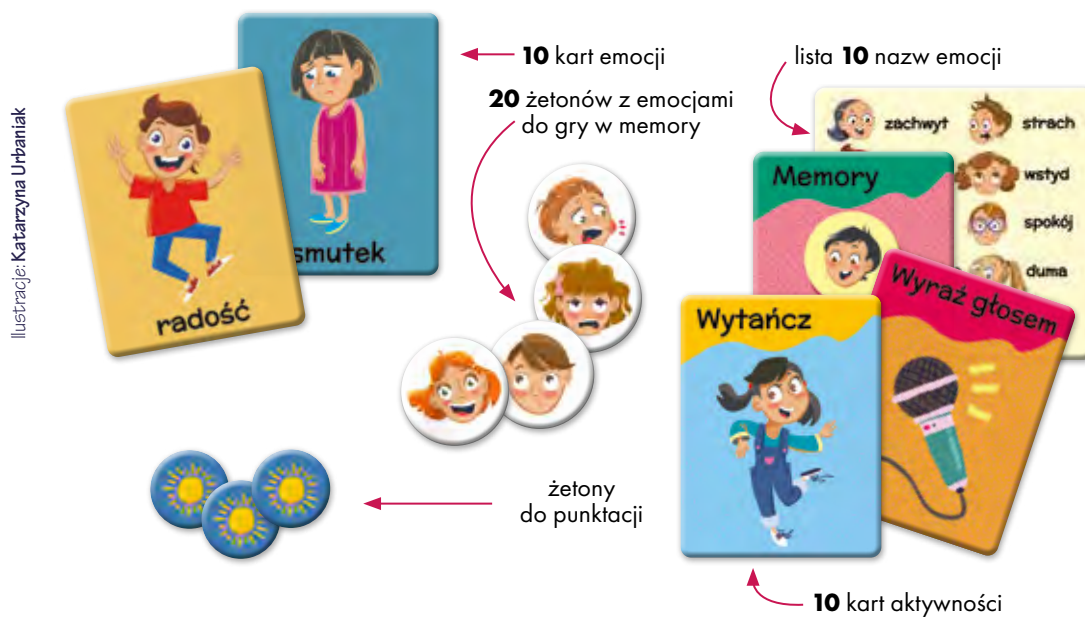 Ilustracje: Katarzyna Urbaniak
radość
smutek
10 kart emocji
20 żetonów z emocjami
do gry w memory
lista 10 nazw emocji
zachwyt
strach
wstyd
spokój
duma
Memory
Wyraź głosem
Wytańcz
żetony
do punktacji
10 kart aktywności